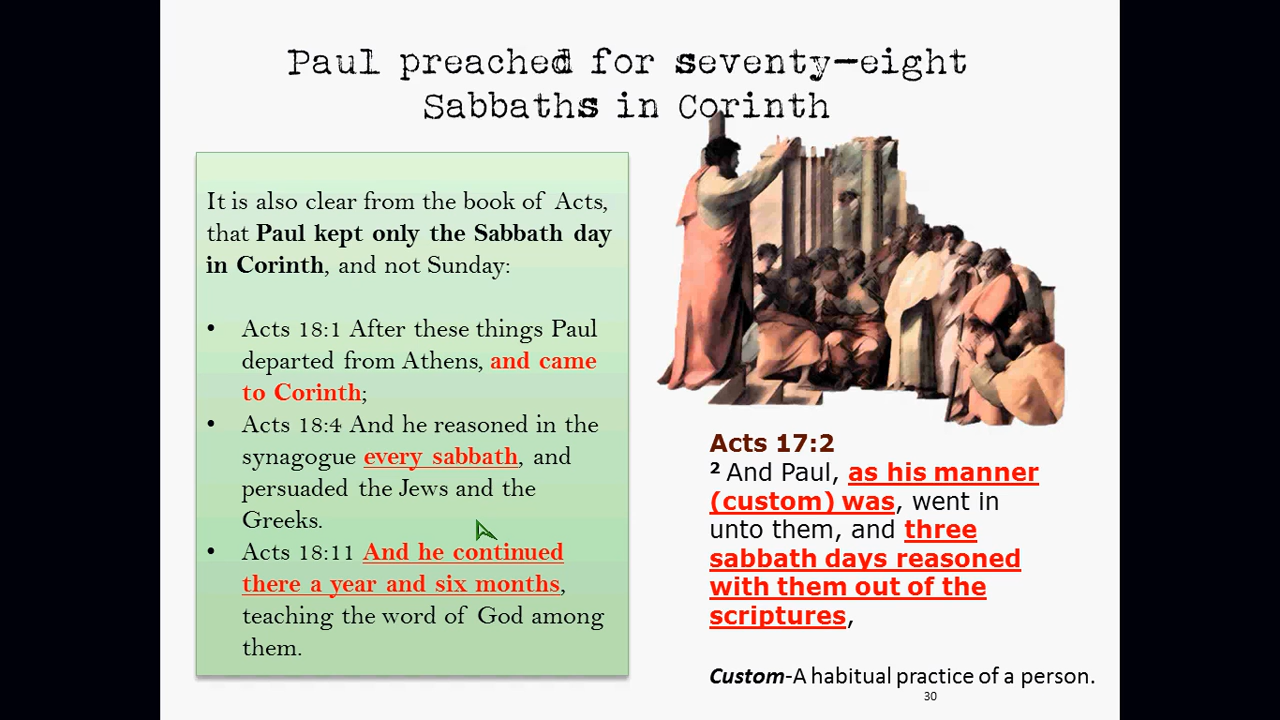 Paul preached for seventy-eight
Sabbaths in Corinth
It is also clear from the book of Acts,
that Paul kept only the Sabbath day
in Corinth, and not Sunday:
• Acts 18:1 After these things Paul
departed from Athens, and came
to Corinth;
• Acts 18:4 And he reasoned in the
synagogue every sabbath, and
persuaded the Jews and the
Greeks.
• Acts 18:11 And he continued
there a year and six months,
teaching the word of God among
them.
Acts 17:2
² And Paul, as his manner
(custom) was, went in
unto them, and three
sabbath days reasoned
with them out of the
scriptures,
Custom-A habitual practice of a person.
30